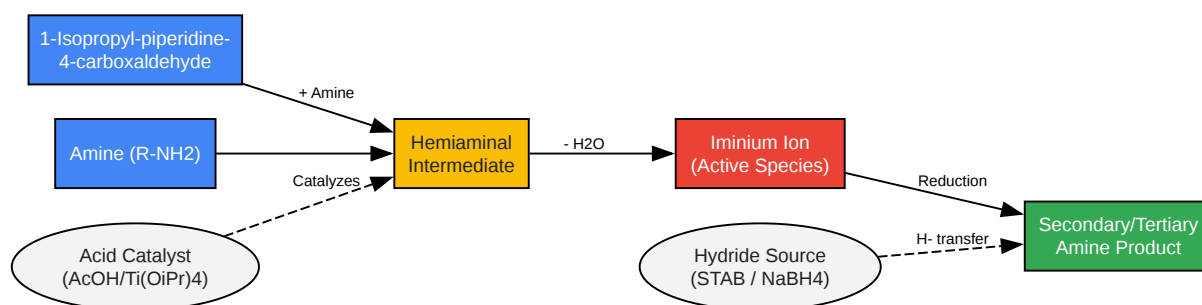 1-Isopropyl-piperidine-
4-carboxaldehyde
+ Amine
Amine (R-NH2)
Hemiaminal
Intermediate
- H2O
Iminium Ion
(Active Species)
Catalyzes
Reduction
Acid Catalyst
(AcOH/Ti(OiPr)4)
Hydride Source
(STAB / NaBH4)
H- transfer
Secondary/Tertiary
Amine Product